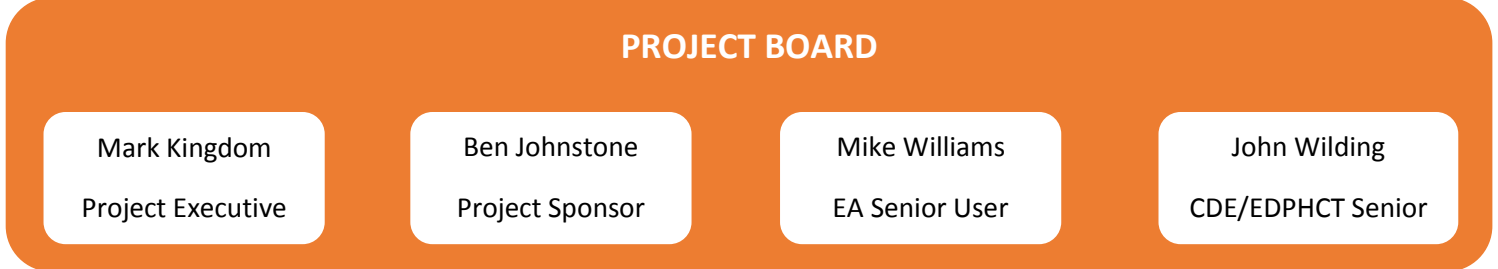 PROJECT BOARD
Mark Kingdom
Project Executive
Ben Johnstone
Project Sponsor
Mike Williams
EA Senior User
John Wilding
CDE/EDPHCT Senior